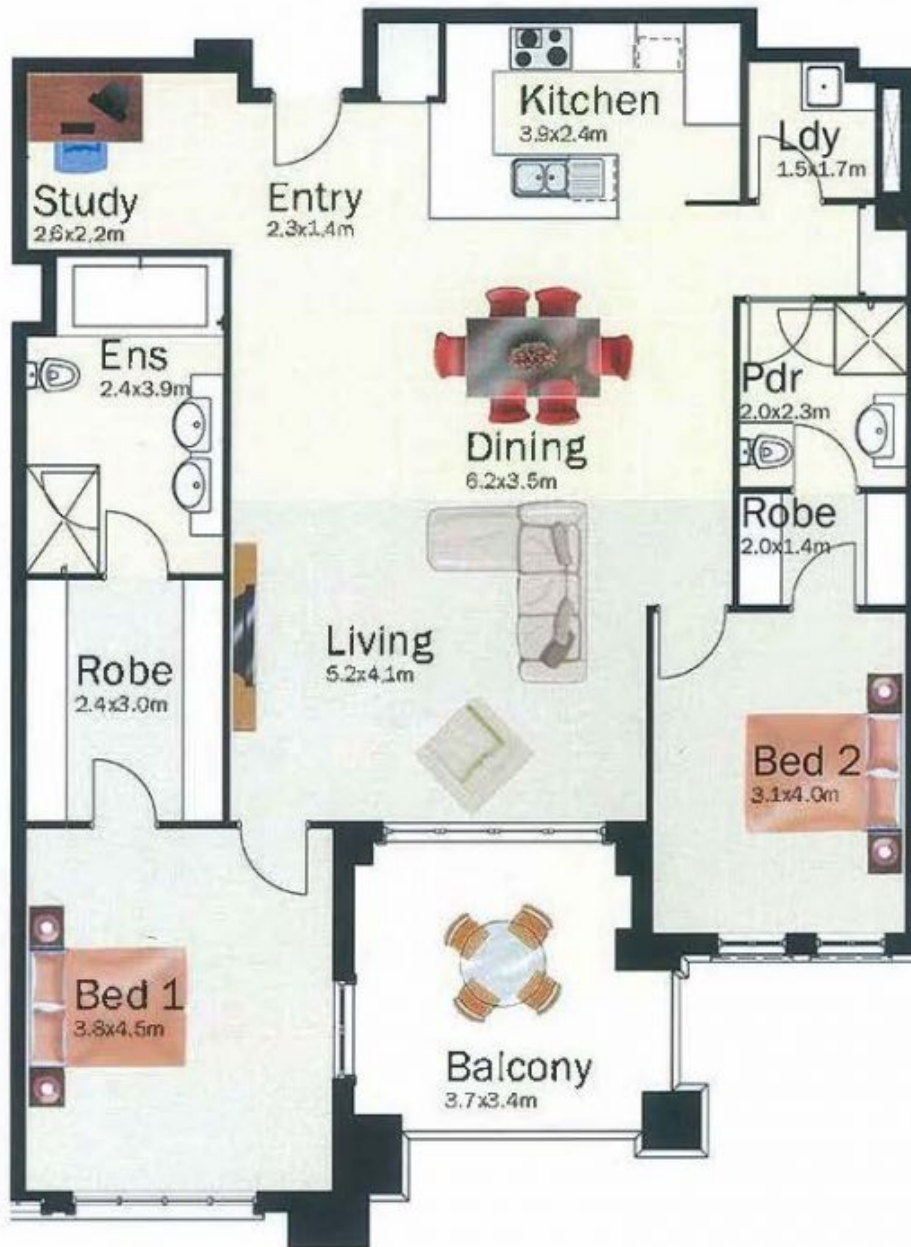 Kitchen
3.9x2.4m
Ldy
1.5x1.7m
Study
2.6x2.2m
Entry
2.3x1.4m
Ens
2.4x3.9m
Pdr
2.0x2.3m
Dining
6.2x3.5m
Robe
2.0x1.4m
Living
5.2x4.1m
Robe
2.4x3.0m
Bed 2
3.1x4.0m
Bed 1
3.8x4.5m
Balcony
3.7x3.4m